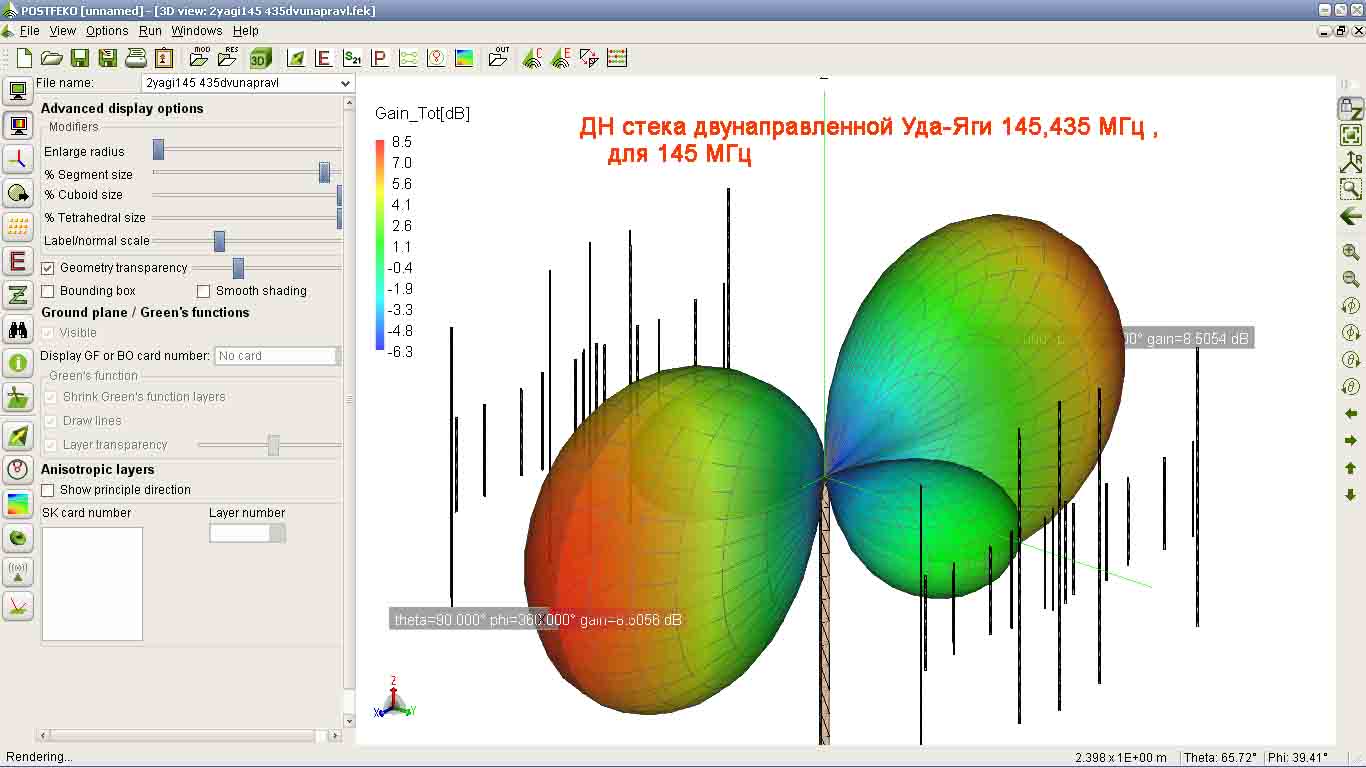 POSTFEKO [unnamed] - [3D view: 2yagi145 435dvunapravl.fek]
File View Options Run Windows Help
MOD RES 3D E S21 P OUT C E
File name: 2yagi145 435dvunapravl
Advanced display options
Modifiers
Enlarge radius
% Segment size
% Cuboid size
% Tetrahedral size
Label/normal scale
Geometry transparency
Bounding box Smooth shading
Ground plane / Green's functions
Visible
Display GF or BO card number: No card
Green's function
Shrink Green's function layers
Draw lines
Layer transparency
Anisotropic layers
Show principle direction
SK card number Layer number
Gain_Tot[dB]
8.5
7.0
5.6
4.1
2.6
1.1
-0.4
-1.9
-3.3
-4.8
-6.3
ДН стека двунаправленной Уда-Яги 145,435 МГц ,
для 145 МГц
gain=8.5054 dB
theta=90.000° phi=360.000° gain=8.5056 dB
Z
X Y
Rendering...
2.398 x 1E+00 m Theta: 65.72° Phi: 39.41°